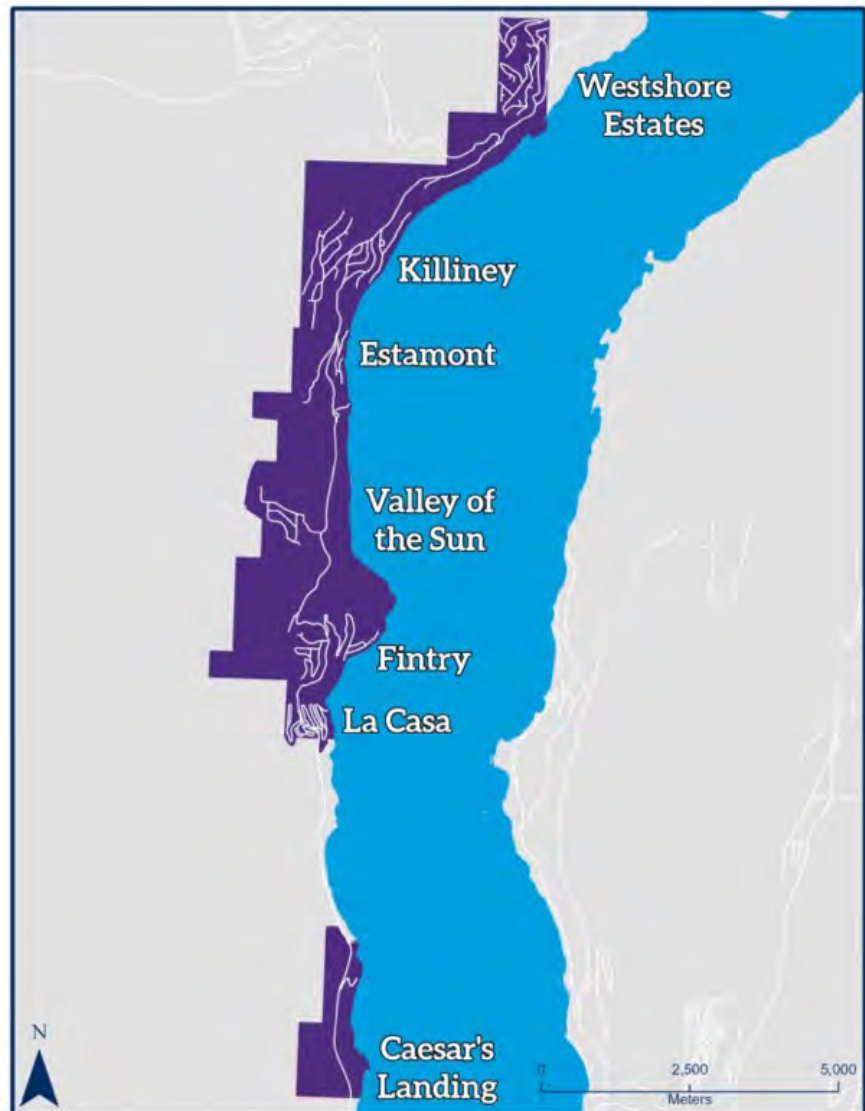 Westshore
Estates
Killiney
Estamont
Valley of
the Sun
Fintry
La Casa
Caesar's
Landing
N
0 2,500 5,000
Meters